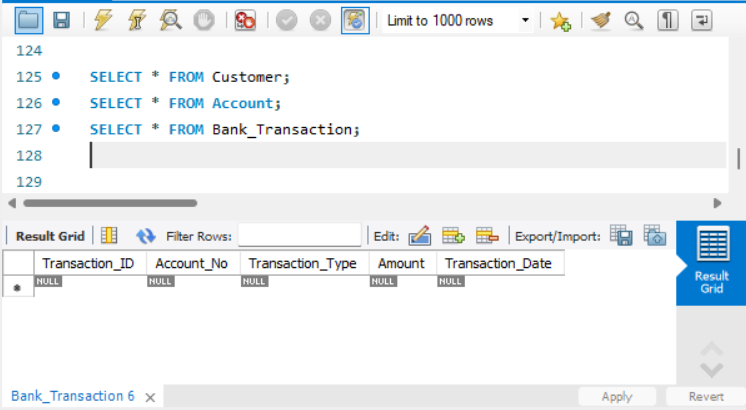 Limit to 1000 rows
124
125 SELECT * FROM Customer;
126 SELECT * FROM Account;
127 SELECT * FROM Bank_Transaction;
128
129
Result Grid Filter Rows: Edit: Export/Import:
Transaction_ID Account_No Transaction_Type Amount Transaction_Date
* NULL NULL NULL NULL NULL
Result
Grid
Bank_Transaction 6 × Apply Revert